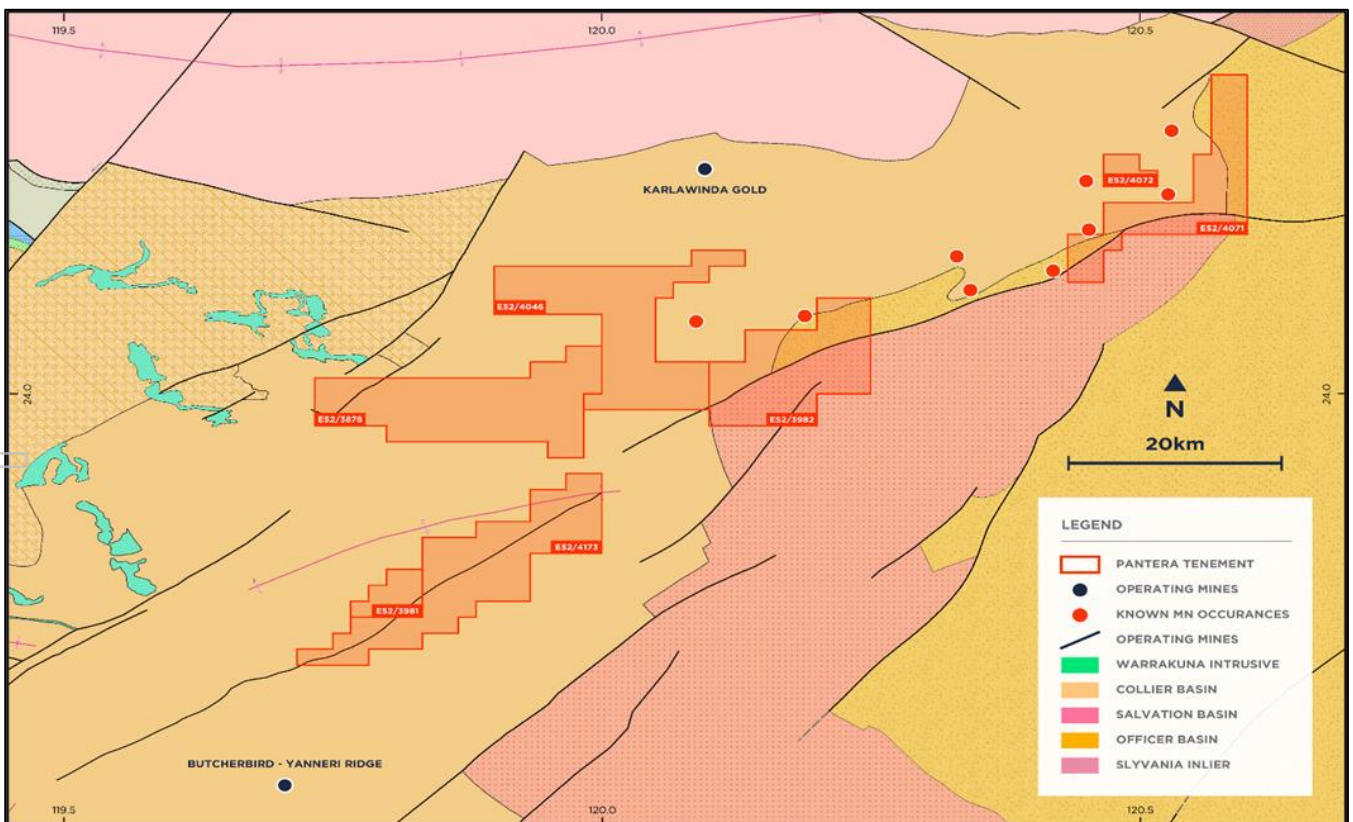 119.5
120.0
120.5
KARLAWINDA GOLD
E52/4072
E52/4071
E52/4046
24.0
24.0
E52/3878
E52/3982
N
20km
E52/4173
E52/3981
LEGEND
PANTERA TENEMENT
OPERATING MINES
KNOWN MN OCCURANCES
OPERATING MINES
WARRAKUNA INTRUSIVE
COLLIER BASIN
SALVATION BASIN
OFFICER BASIN
SLYVANIA INLIER
BUTCHERBIRD - YANNERI RIDGE
119.5
120.0
120.5